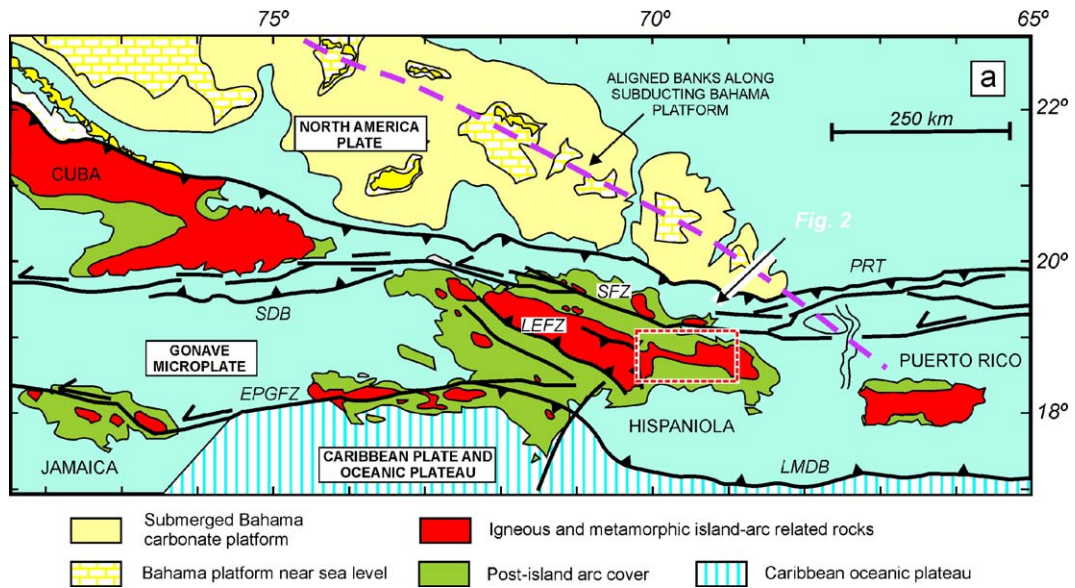 75º 70º 65º
a
ALIGNED BANKS ALONG
SUBDUCTING BAHAMA
PLATFORM
22º
250 km
NORTH AMERICA
PLATE
CUBA
Fig. 2
PRT
20º
SFZ
SDB
LEFZ
GONAVE
MICROPLATE
PUERTO RICO
EPGFZ
18º
HISPANIOLA
JAMAICA
CARIBBEAN PLATE AND
OCEANIC PLATEAU
LMDB
Submerged Bahama
carbonate platform
Igneous and metamorphic island-arc related rocks
Bahama platform near sea level
Post-island arc cover
Caribbean oceanic plateau